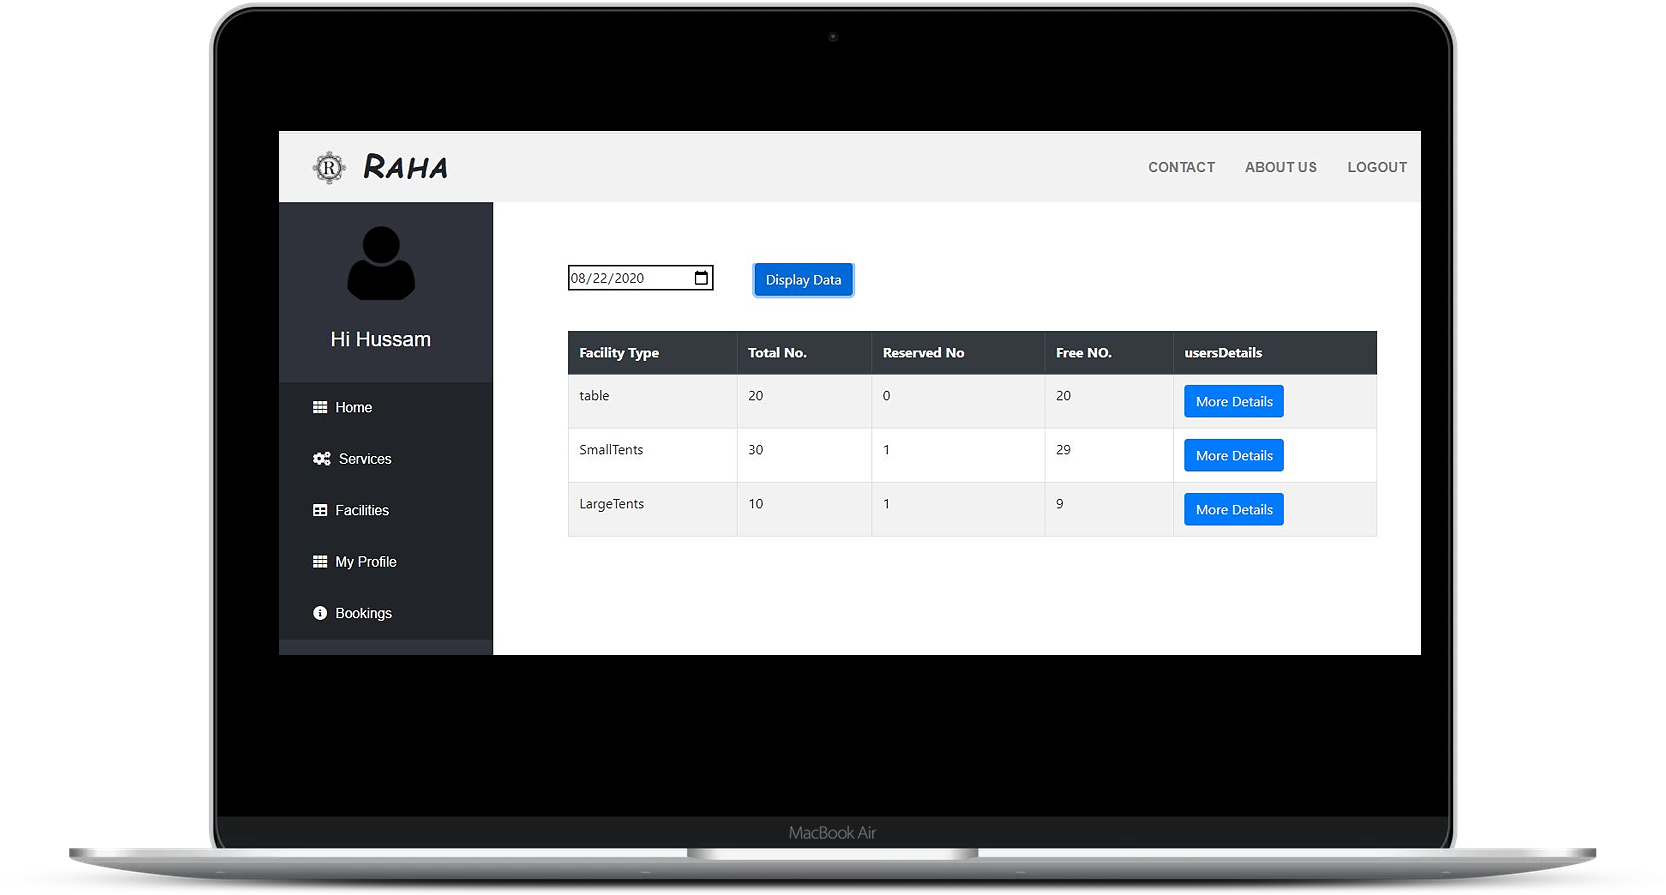 R RAHA
CONTACT ABOUT US LOGOUT
Hi Hussam
Home
Services
Facilities
My Profile
Bookings
08/22/2020 Display Data
Facility Type Total No. Reserved No Free NO. usersDetails
table 20 0 20 More Details
SmallTents 30 1 29 More Details
LargeTents 10 1 9 More Details
MacBook Air